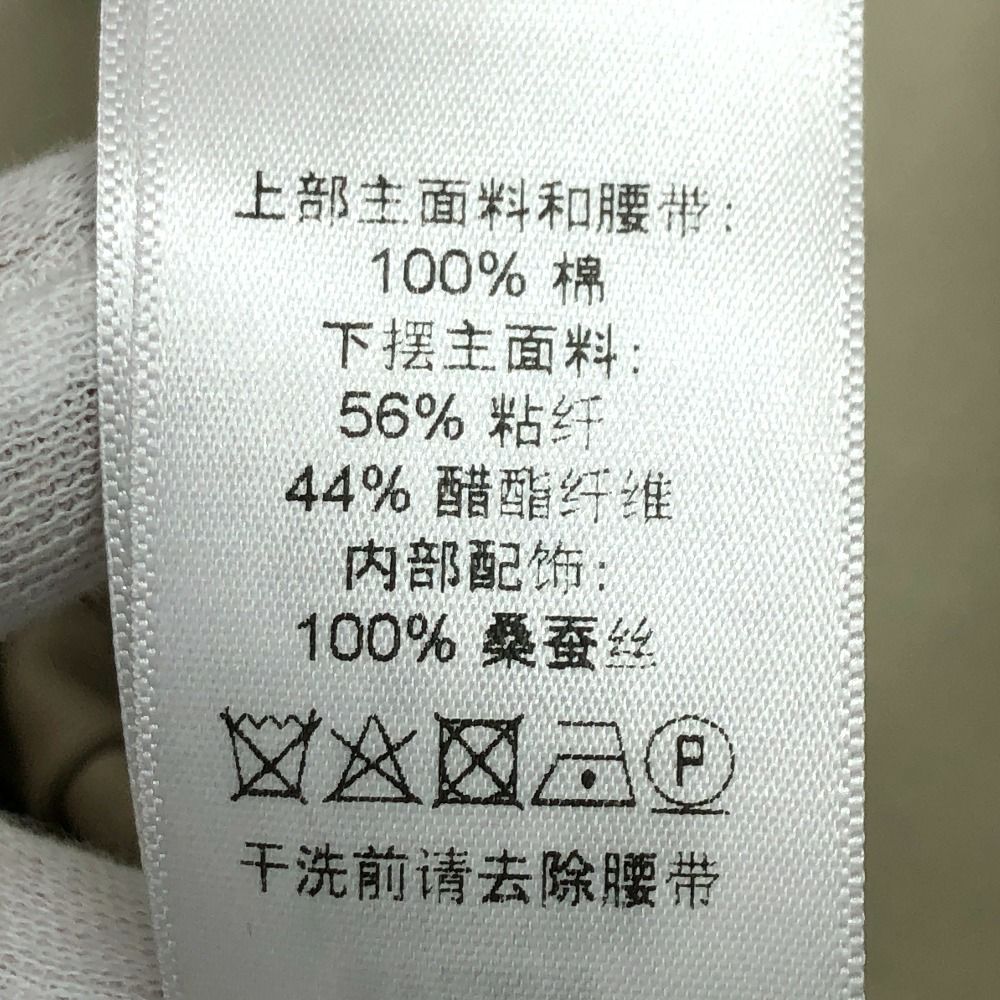 上部主面料和腰带:
100% 棉
下摆主面料:
56% 粘纤
44% 醋酯纤维
内部配饰:
100% 桑蚕丝
P
干洗前请去除腰带